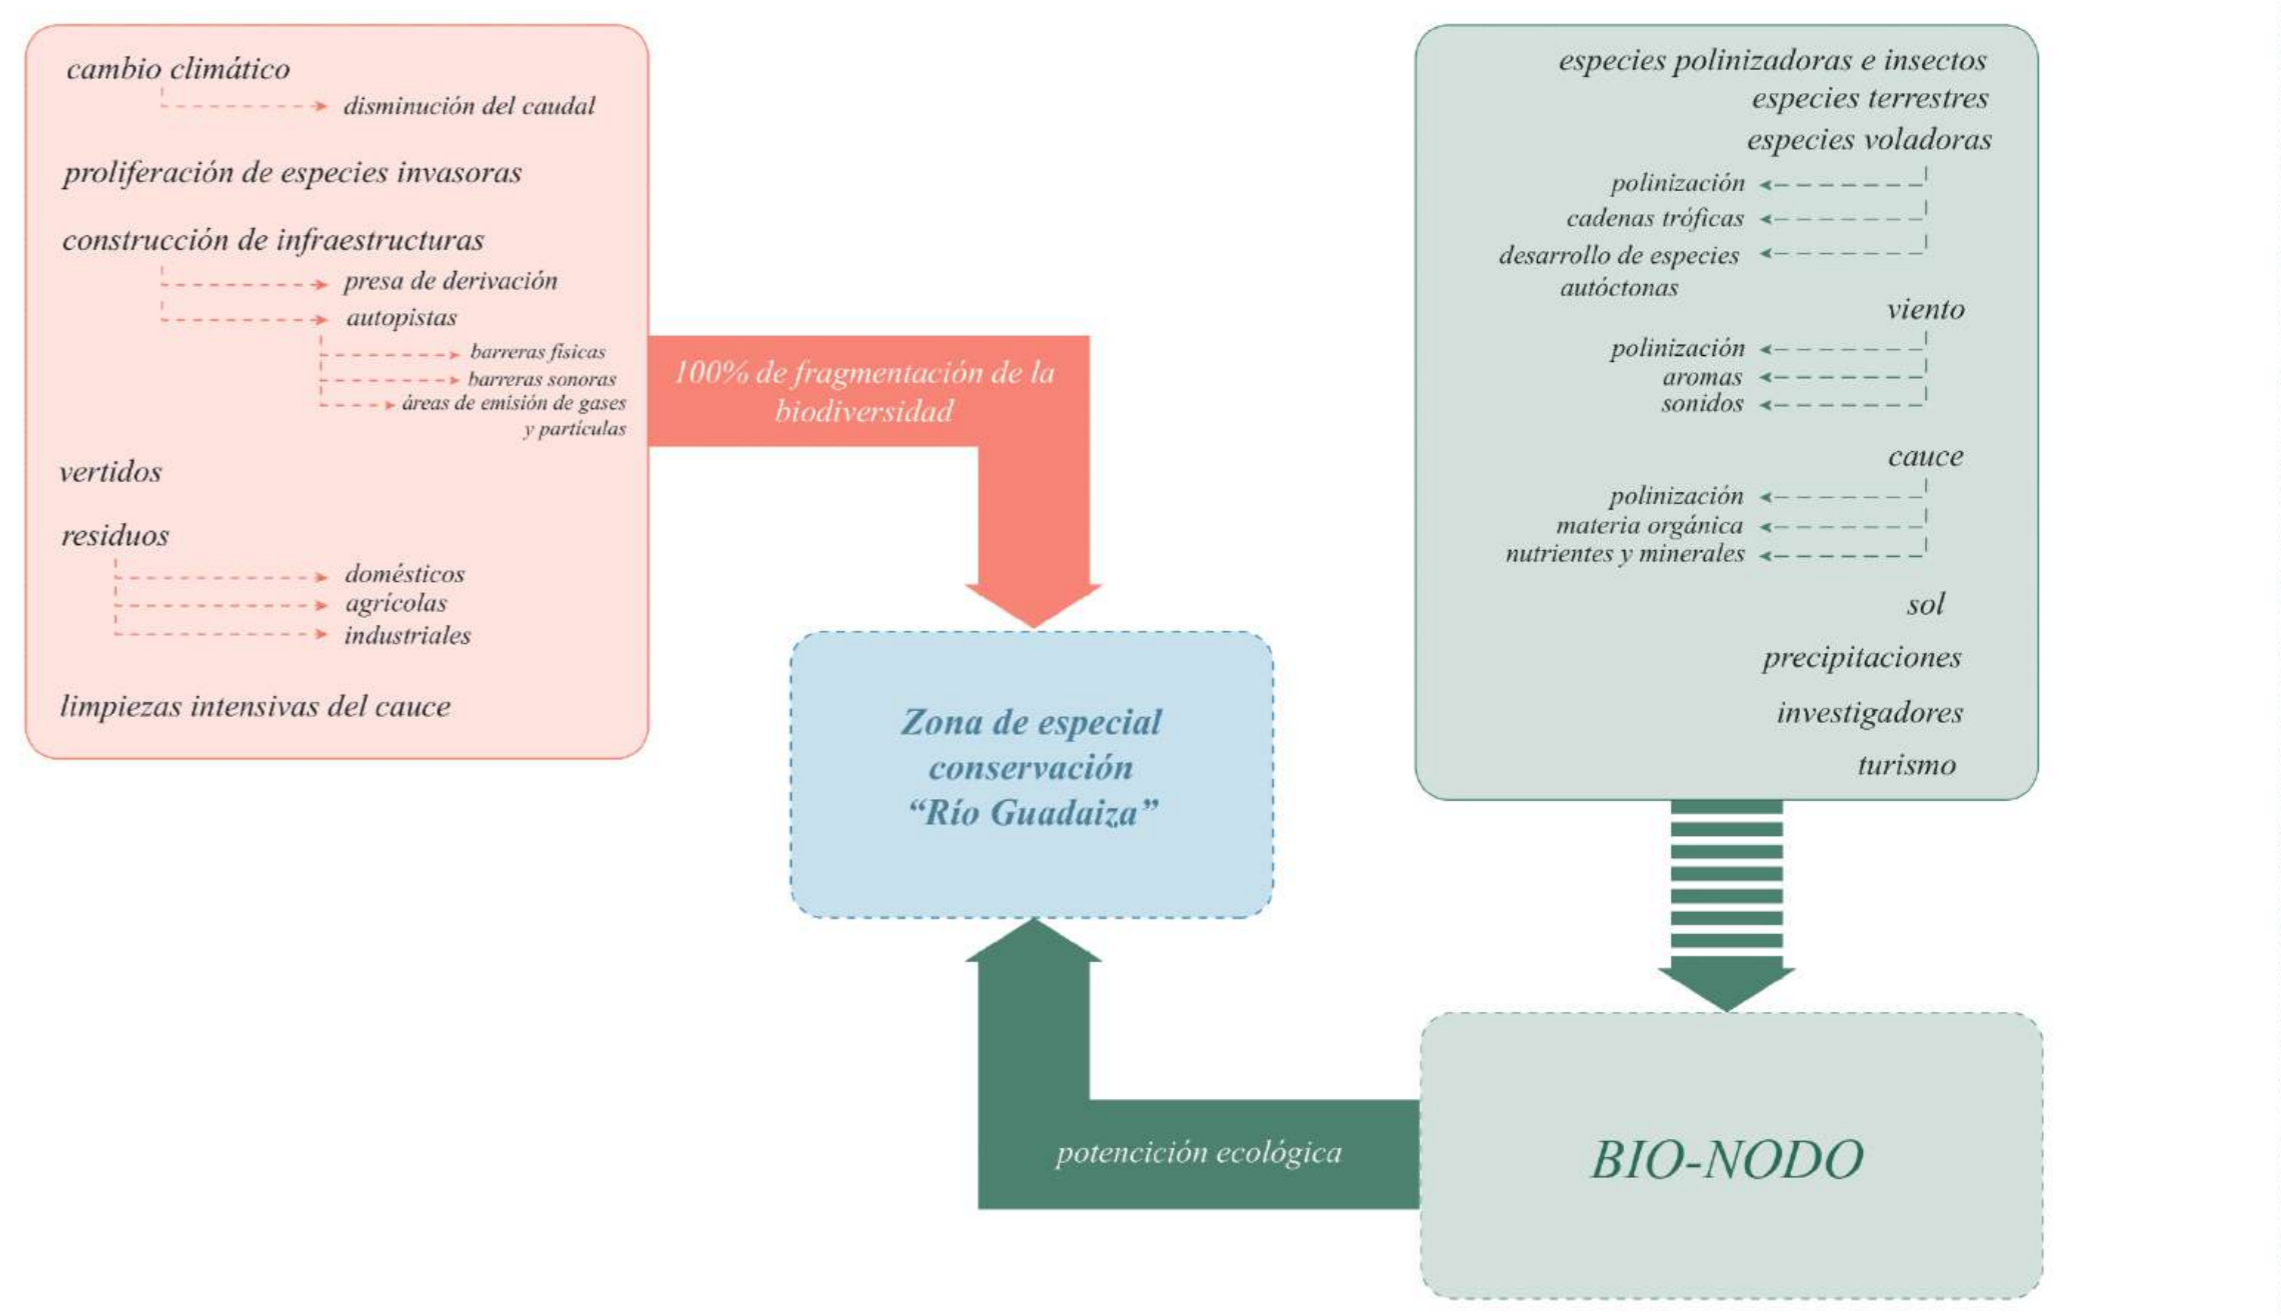 cambio climático
disminución del caudal
proliferación de especies invasoras
construcción de infraestructuras
presa de derivación
autopistas
barreras físicas
barreras sonoras
áreas de emisión de gases
y partículas
vertidos
residuos
domésticos
agrícolas
industriales
limpiezas intensivas del cauce
100% de fragmentación de la
biodiversidad
Zona de especial
conservación
“Río Guadaiza”
especies polinizadoras e insectos
especies terrestres
especies voladoras
polinización
cadenas tróficas
desarrollo de especies
autóctonas
viento
polinización
aromas
sonidos
cauce
polinización
materia orgánica
nutrientes y minerales
sol
precipitaciones
investigadores
turismo
BIO-NODO
potencición ecológica